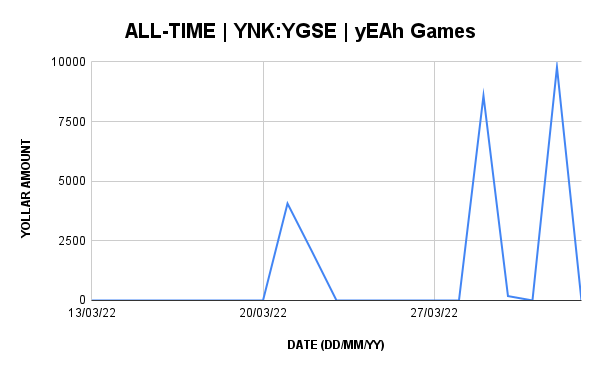 ALL-TIME | YNK:YGSE | yEAh Games
YOLLAR AMOUNT
10000
7500
5000
2500
0
13/03/22
20/03/22
27/03/22
DATE (DD/MM/YY)